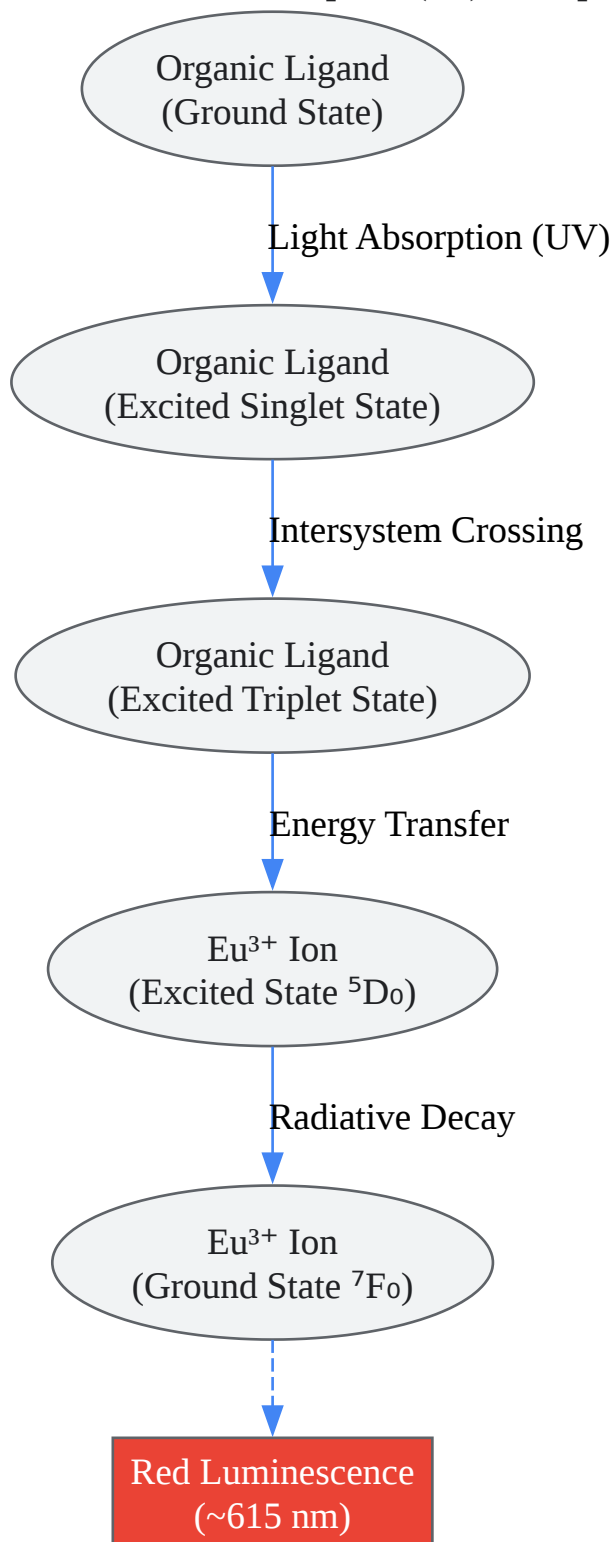 Organic Ligand
(Ground State)
Light Absorption (UV)
Organic Ligand
(Excited Singlet State)
Intersystem Crossing
Organic Ligand
(Excited Triplet State)
Energy Transfer
Eu³⁺ Ion
(Excited State ⁵D₀)
Radiative Decay
Eu³⁺ Ion
(Ground State ⁷F₀)
Red Luminescence
(~615 nm)